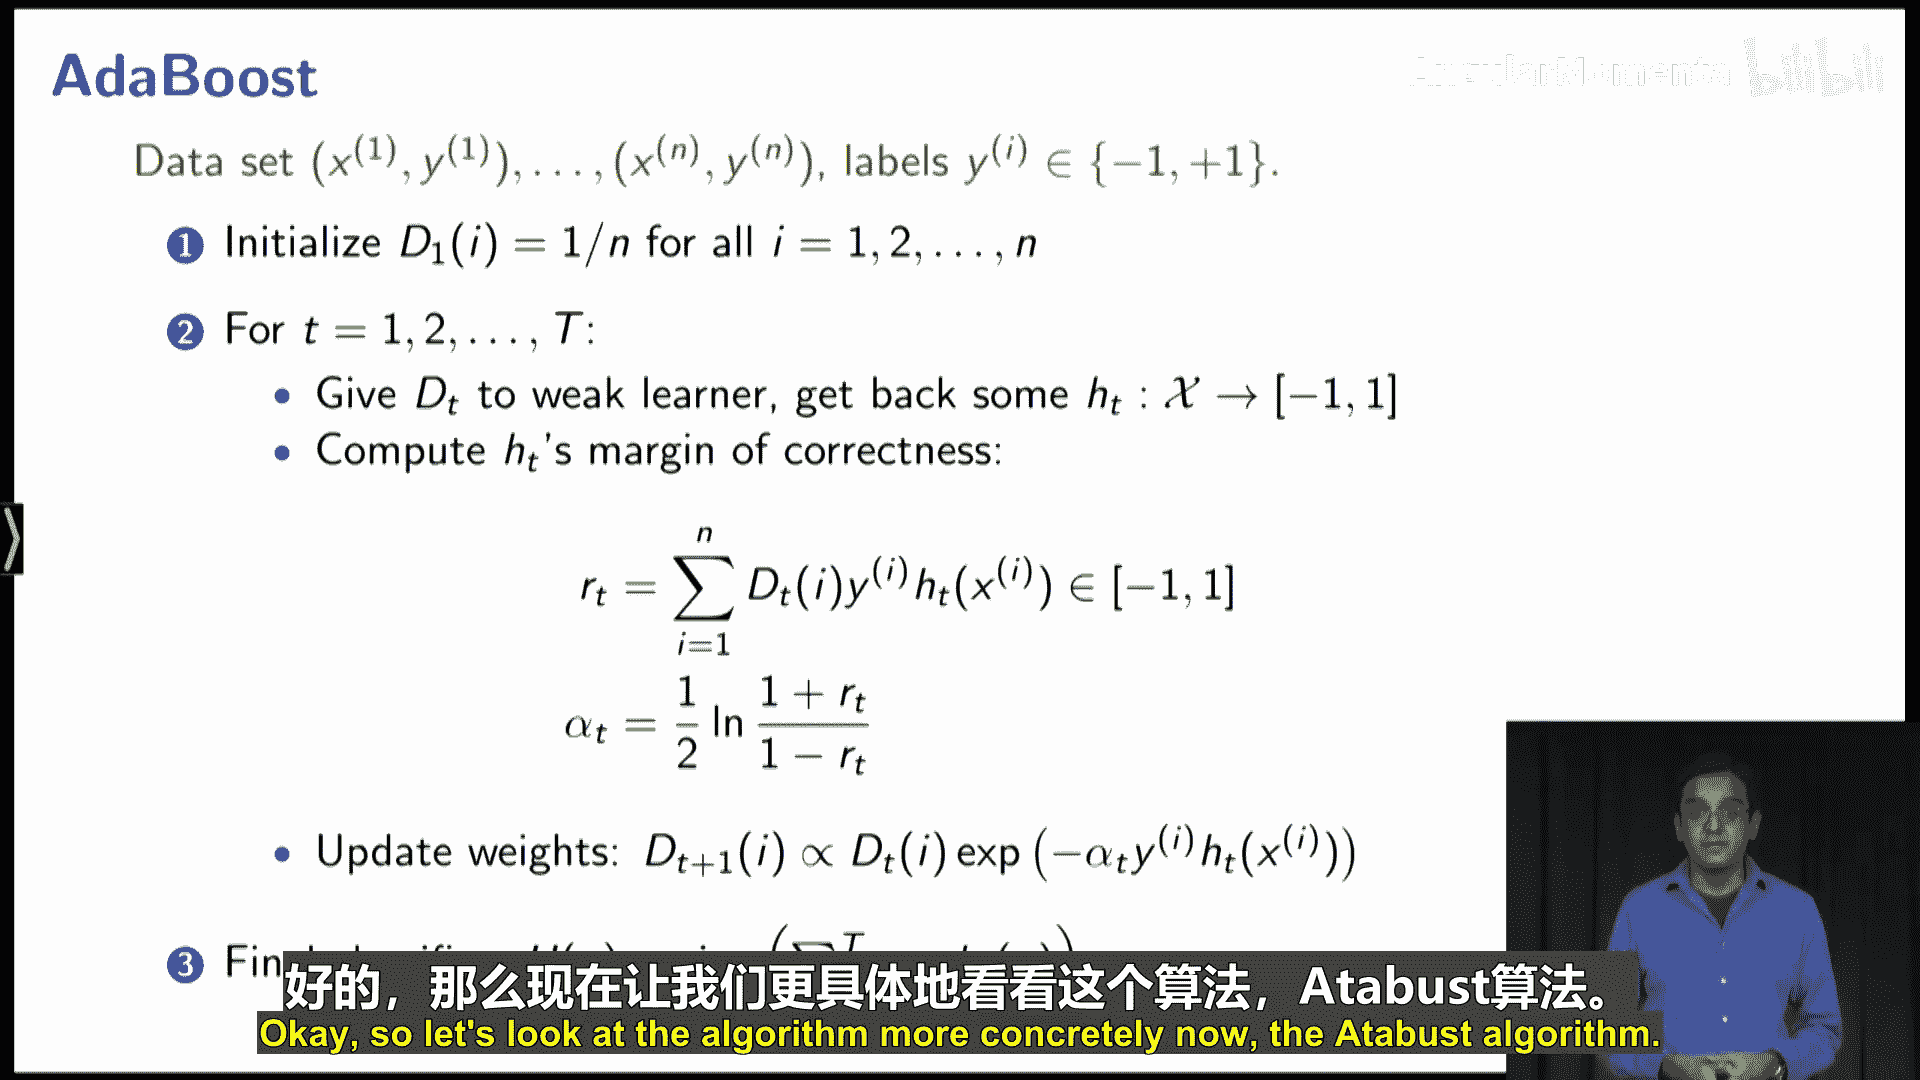 AdaBoost
bilibili
Data set (x^(1), y^(1)), . . . , (x^(n), y^(n)), labels y^(i) ∈ {−1, +1}.
1 Initialize D_1(i) = 1/n for all i = 1, 2, . . . , n
2 For t = 1, 2, . . . , T:
• Give D_t to weak learner, get back some h_t : 𝒳 → [−1, 1]
• Compute h_t's margin of correctness:
r_t = ∑_{i=1}^{n} D_t(i)y^(i)h_t(x^(i)) ∈ [−1, 1]
α_t = 1/2 ln (1 + r_t)/(1 − r_t)
• Update weights: D_{t+1}(i) ∝ D_t(i) exp (−α_t y^(i)h_t(x^(i)))
3
好的，那么现在让我们更具体地看看这个算法，Atabust算法。
Okay, so let's look at the algorithm more concretely now, the Atabust algorithm.